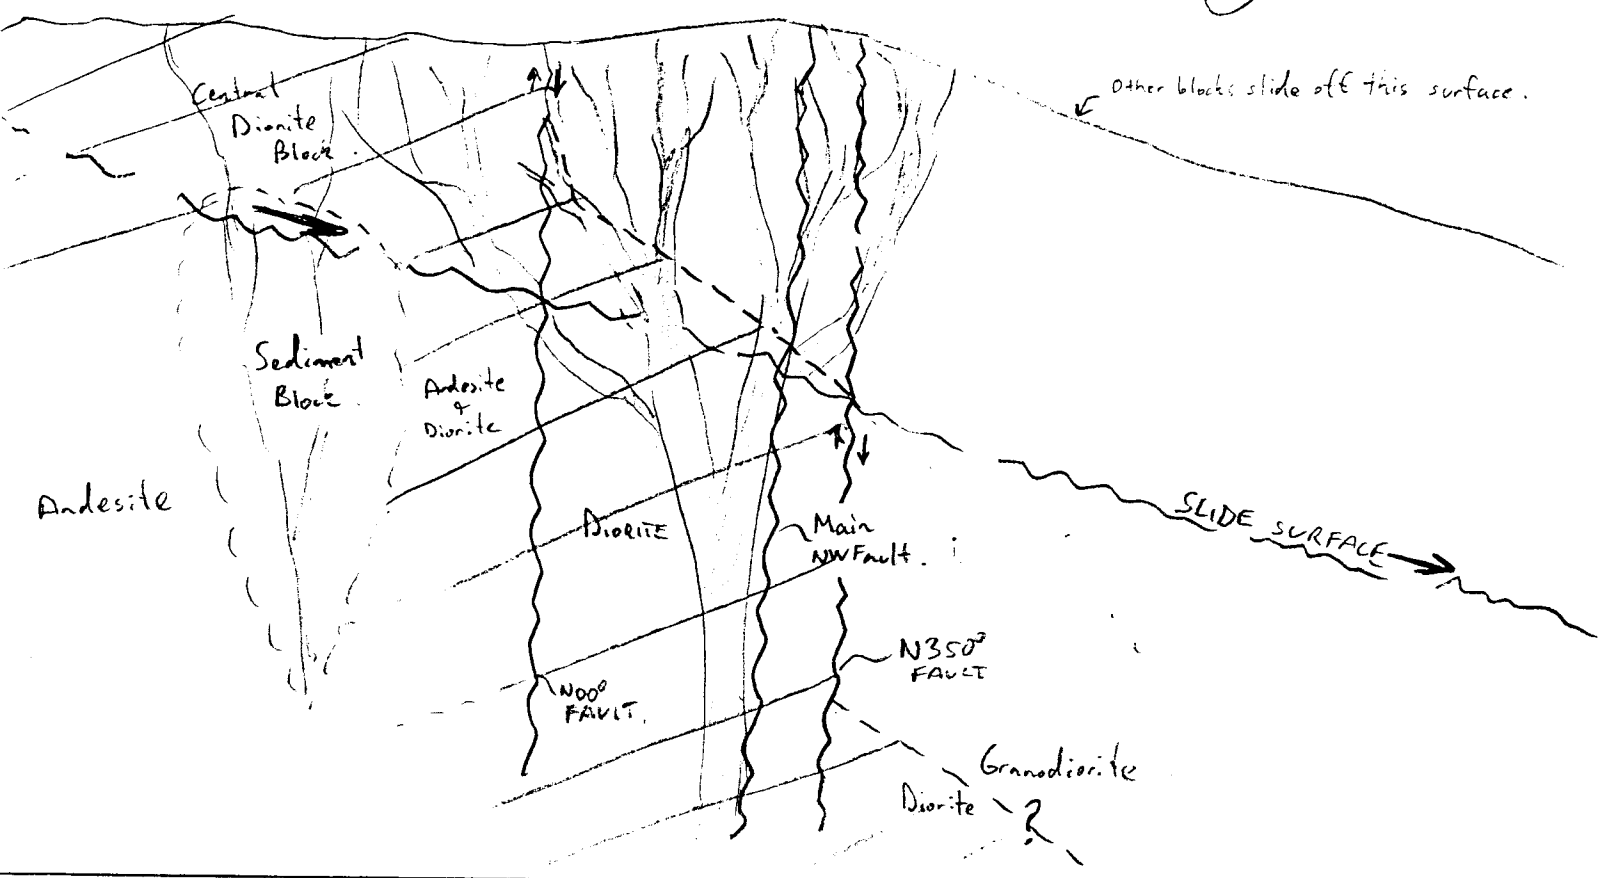 Other blocks slide off this surface.
Central
Diorite
Block.
Sediment
Block.
Andesite
&
Diorite
Andesite
DIORITE
Main
NW Fault.
SLIDE SURFACE
N350°
FAULT
N00°
FAULT.
Granodiorite
Diorite
?